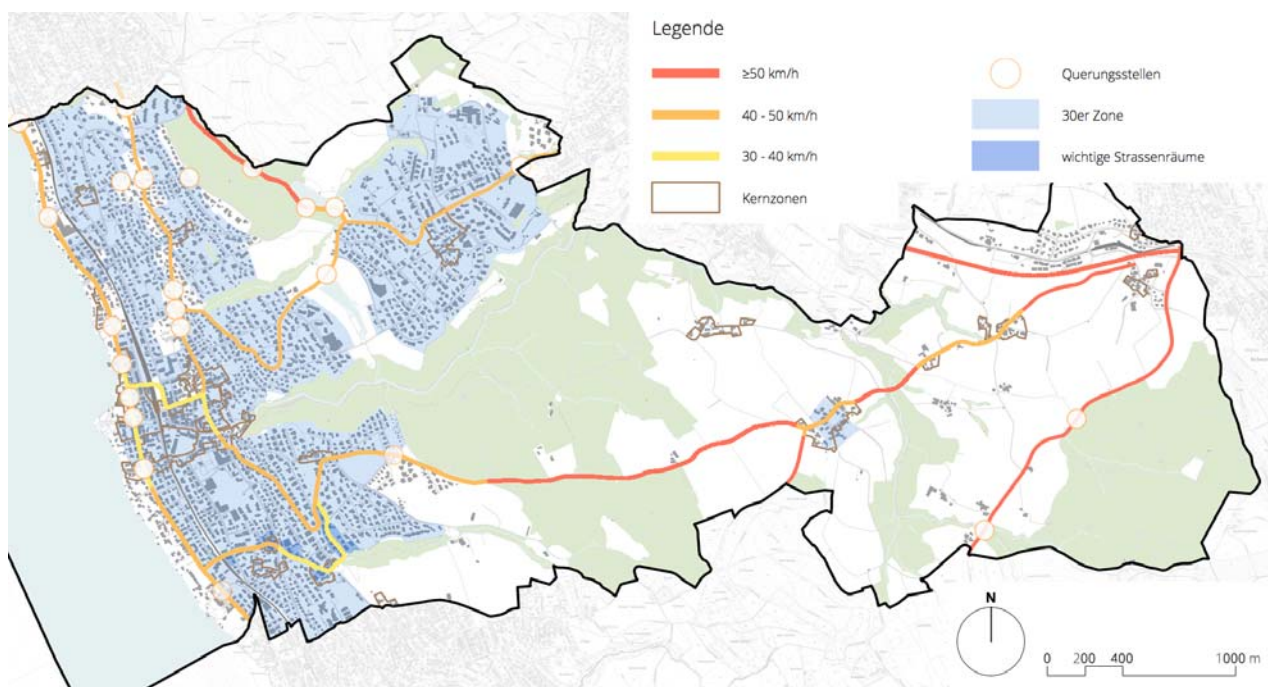 Legende
≥50 km/h
40 - 50 km/h
30 - 40 km/h
Kernzonen
Querungsstellen
30er Zone
wichtige Strassenräume
N
0 200 400 1000 m